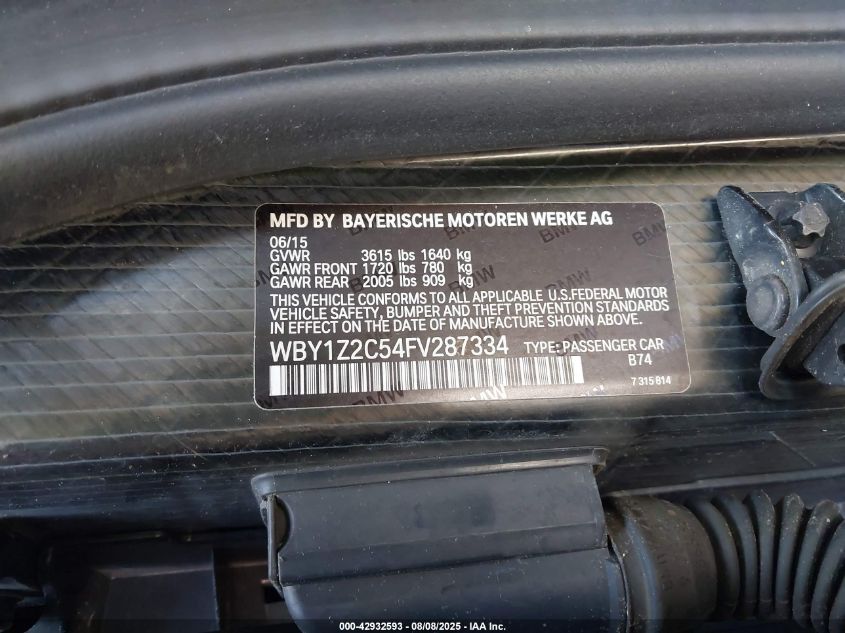 MFD BY BAYERISCHE MOTOREN WERKE AG
06/15
GVWR 3615 lbs 1640 kg
GAWR FRONT 1720 lbs 780 kg
GAWR REAR 2005 lbs 909 kg
THIS VEHICLE CONFORMS TO ALL APPLICABLE U.S.FEDERAL MOTOR
VEHICLE SAFETY, BUMPER AND THEFT PREVENTION STANDARDS
IN EFFECT ON THE DATE OF MANUFACTURE SHOWN ABOVE.
WBY1Z2C54FV287334 TYPE: PASSENGER CAR
B74
7 315 814
BMW
BMW
BMW
000-42932593 - 08/08/2025 - IAA Inc.